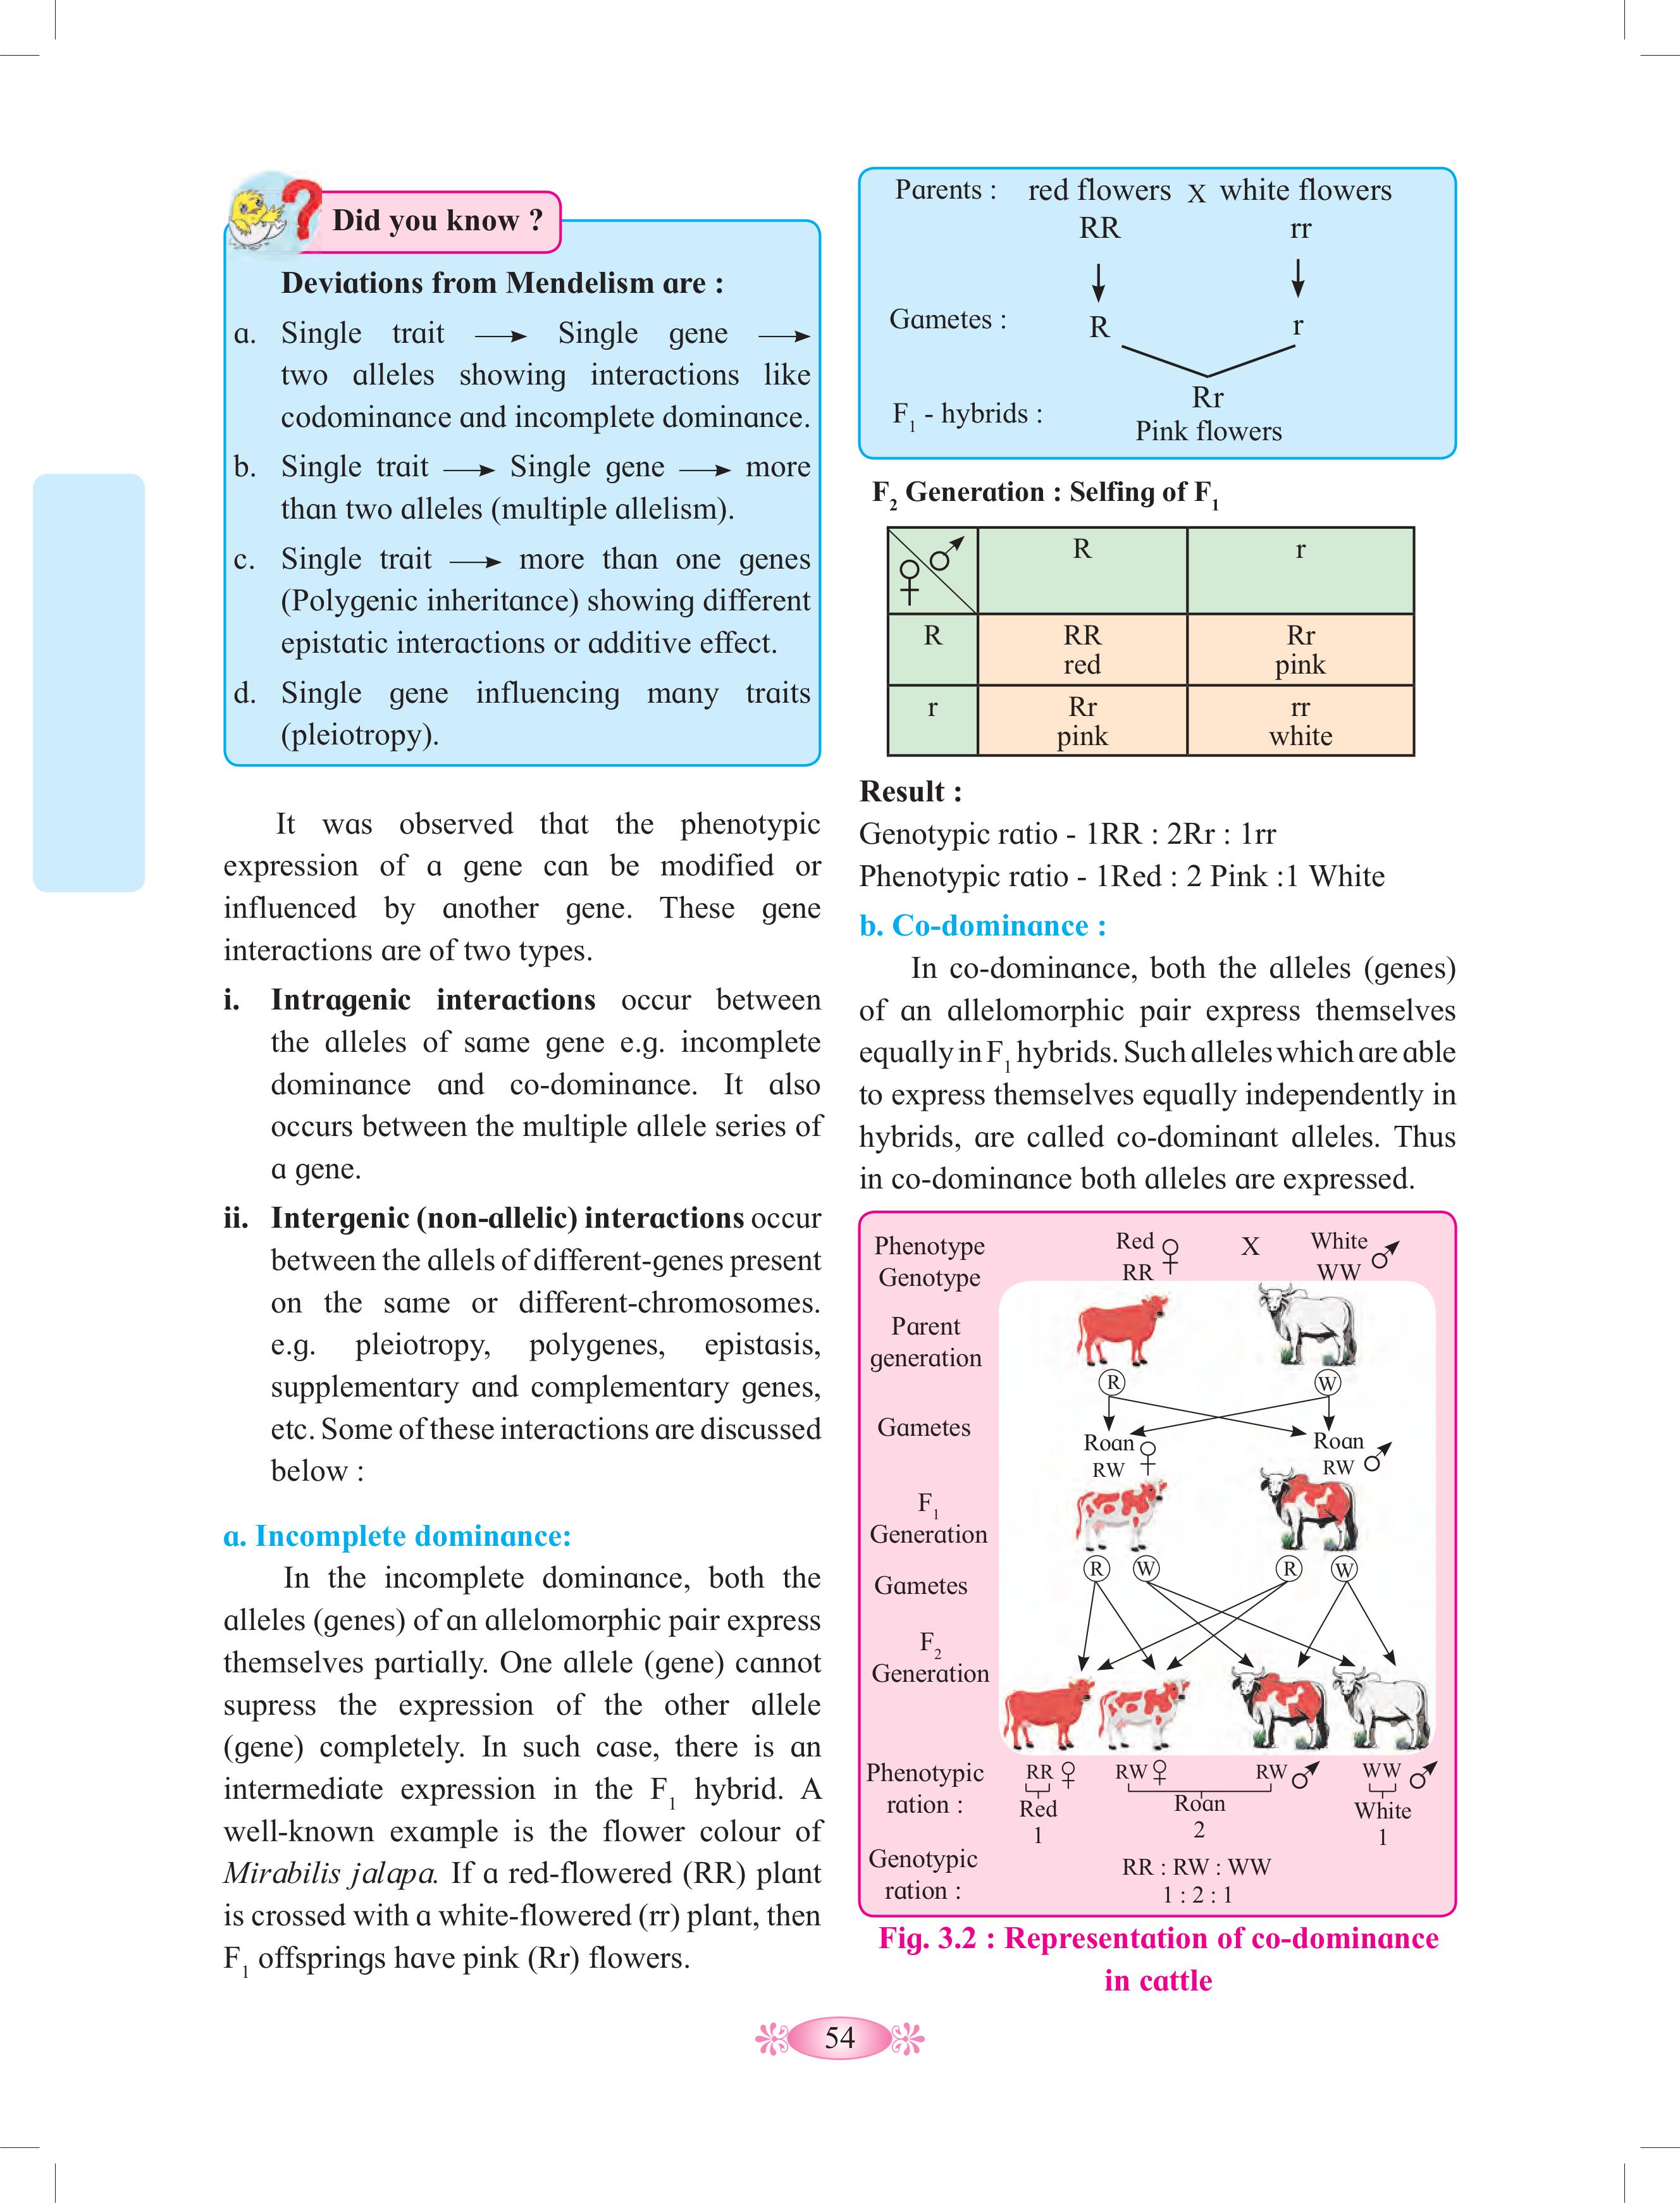 Did you know ?
Deviations from Mendelism are :
a. Single trait → Single gene →
two alleles showing interactions like
codominance and incomplete dominance.
b. Single trait → Single gene → more
than two alleles (multiple allelism).
c. Single trait → more than one genes
(Polygenic inheritance) showing different
epistatic interactions or additive effect.
d. Single gene influencing many traits
(pleiotropy).
It was observed that the phenotypic
expression of a gene can be modified or
influenced by another gene. These gene
interactions are of two types.
i. Intragenic interactions occur between
the alleles of same gene e.g. incomplete
dominance and co-dominance. It also
occurs between the multiple allele series of
a gene.
ii. Intergenic (non-allelic) interactions occur
between the allels of different-genes present
on the same or different-chromosomes.
e.g. pleiotropy, polygenes, epistasis,
supplementary and complementary genes,
etc. Some of these interactions are discussed
below :
a. Incomplete dominance:
In the incomplete dominance, both the
alleles (genes) of an allelomorphic pair express
themselves partially. One allele (gene) cannot
supress the expression of the other allele
(gene) completely. In such case, there is an
intermediate expression in the F1 hybrid. A
well-known example is the flower colour of
Mirabilis jalapa. If a red-flowered (RR) plant
is crossed with a white-flowered (rr) plant, then
F1 offsprings have pink (Rr) flowers.
Parents : red flowers X white flowers
RR rr
Gametes : R r
Rr
F1 - hybrids :
Pink flowers
F2 Generation : Selfing of F1
♀ ♂ R r
R RR Rr
red pink
r Rr rr
pink white
Result :
Genotypic ratio - 1RR : 2Rr : 1rr
Phenotypic ratio - 1Red : 2 Pink :1 White
b. Co-dominance :
In co-dominance, both the alleles (genes)
of an allelomorphic pair express themselves
equally in F1 hybrids. Such alleles which are able
to express themselves equally independently in
hybrids, are called co-dominant alleles. Thus
in co-dominance both alleles are expressed.
Phenotype Red ♀ X White ♂
Genotype RR WW
Parent
generation
R W
Gametes
Roan ♀ Roan ♂
RW RW
F1
Generation
R W R W
Gametes
F2
Generation
Phenotypic RR ♀ RW ♀ RW ♂ WW ♂
ration : Red Roan White
1 2 1
Genotypic RR : RW : WW
ration : 1 : 2 : 1
Fig. 3.2 : Representation of co-dominance
in cattle
54